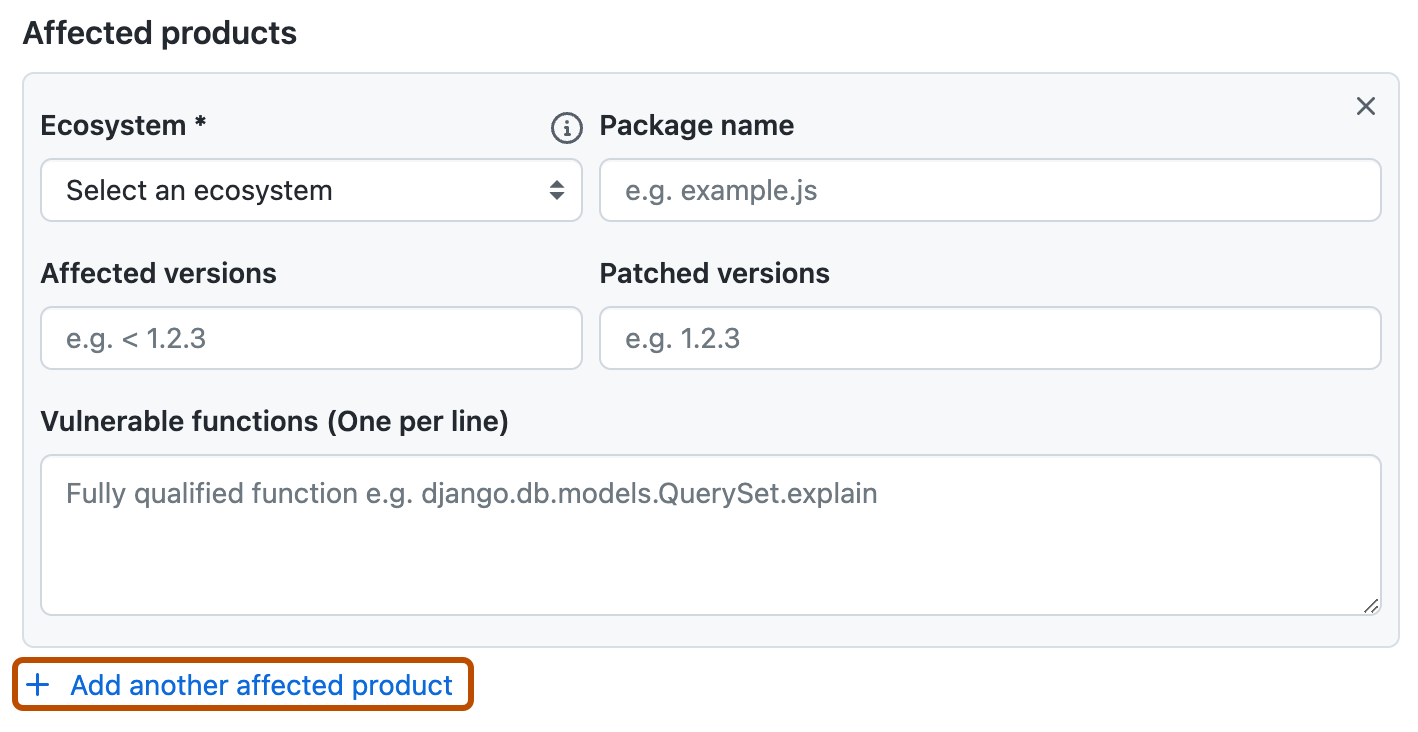 Affected products
Ecosystem *
Package name
Select an ecosystem
e.g. example.js
Affected versions
Patched versions
e.g. < 1.2.3
e.g. 1.2.3
Vulnerable functions (One per line)
Fully qualified function e.g. django.db.models.QuerySet.explain
+ Add another affected product